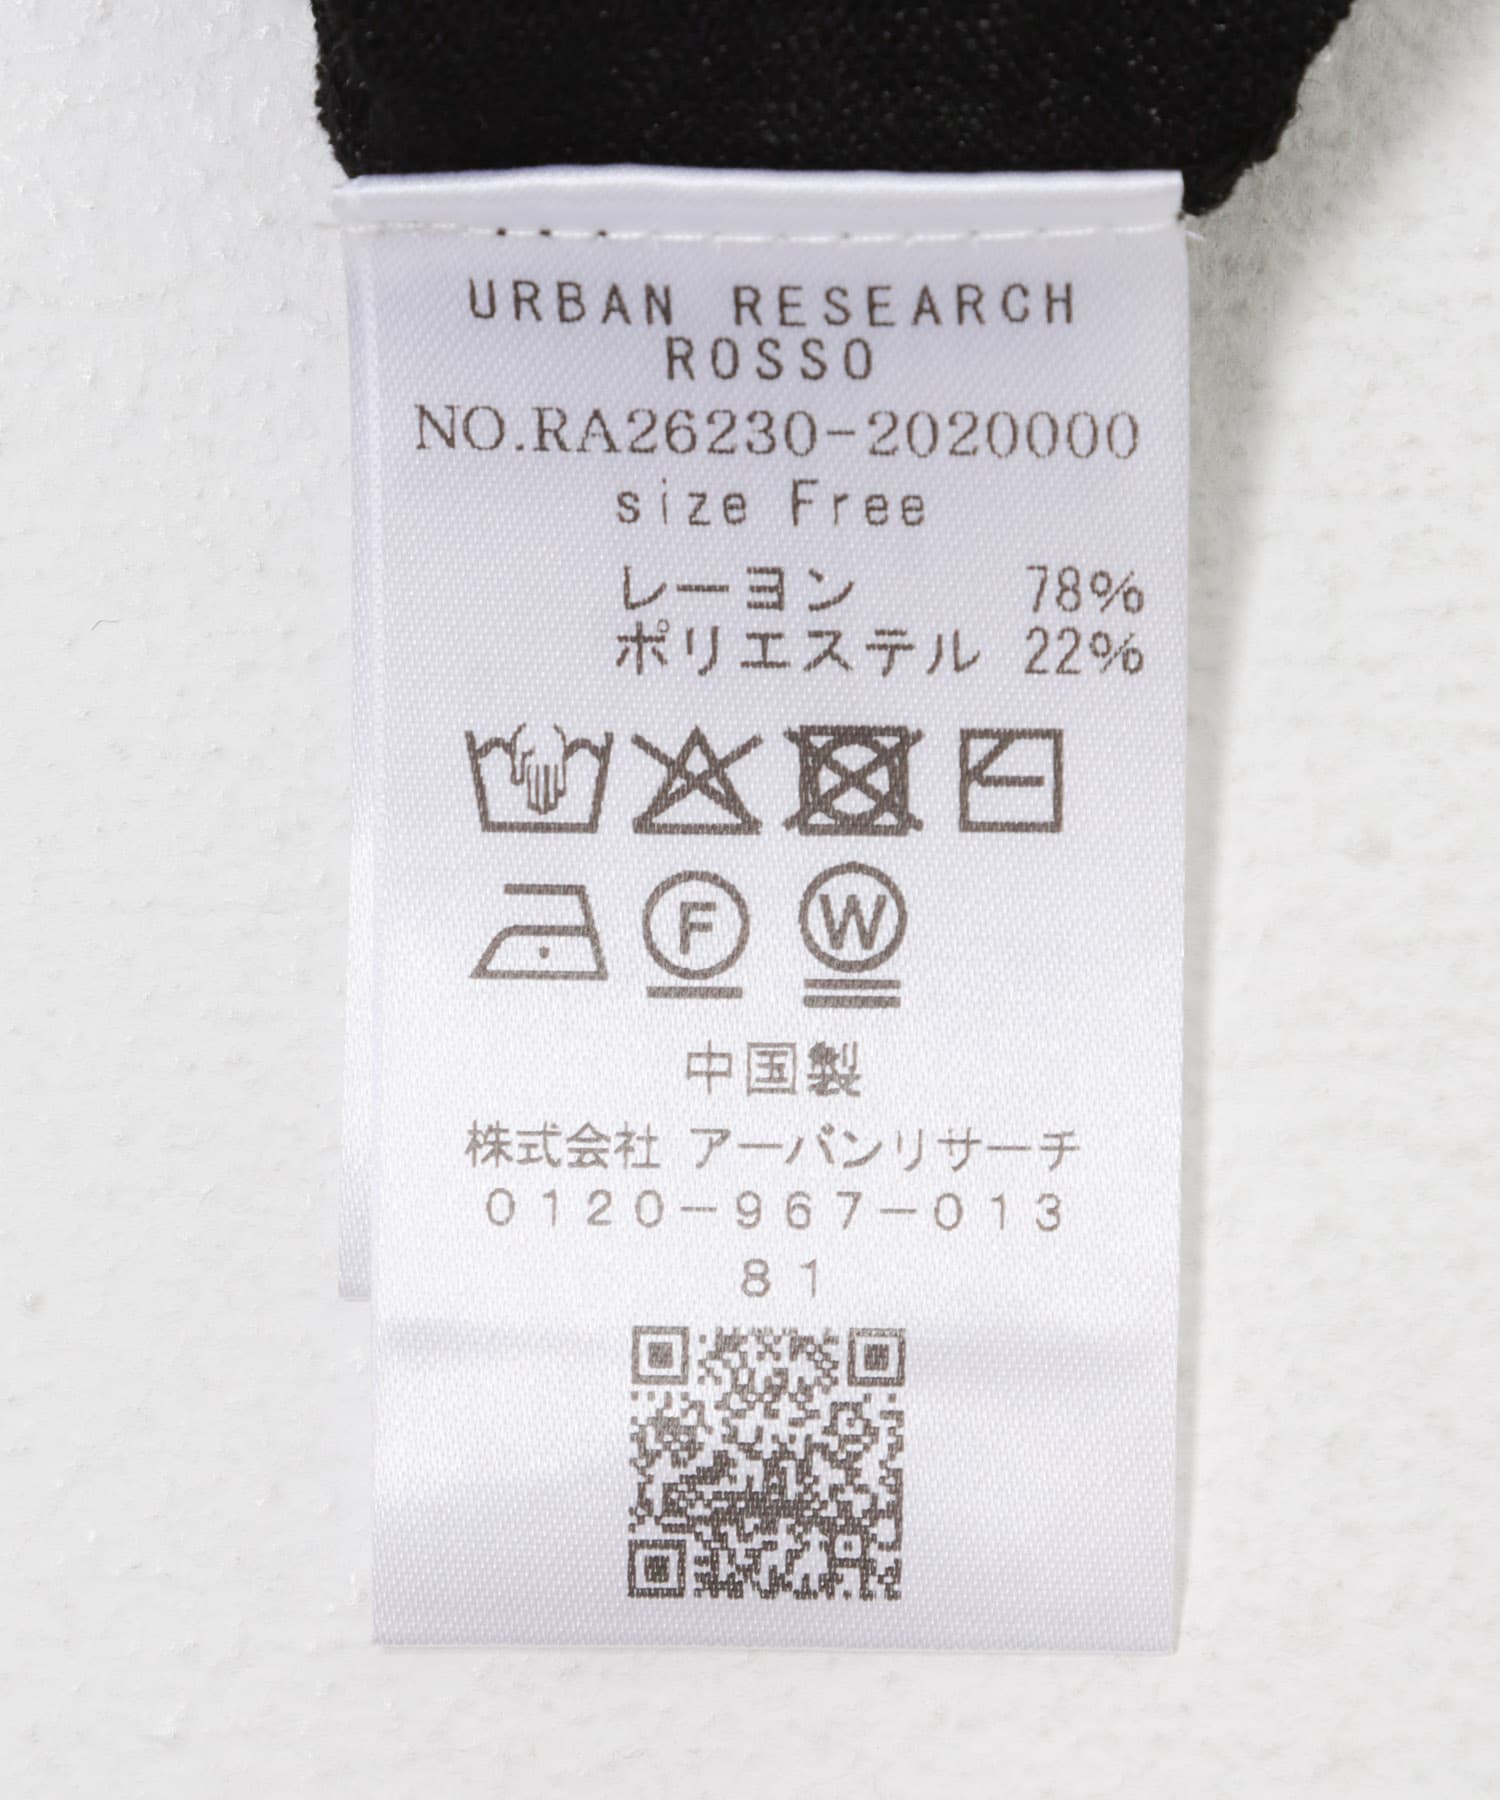 URBAN RESEARCH
ROSSO
NO.RA26230-2020000
size Free
レーヨン 78%
ポリエステル 22%
F W
中国製
株式会社 アーバンリサーチ
0120-967-013
81